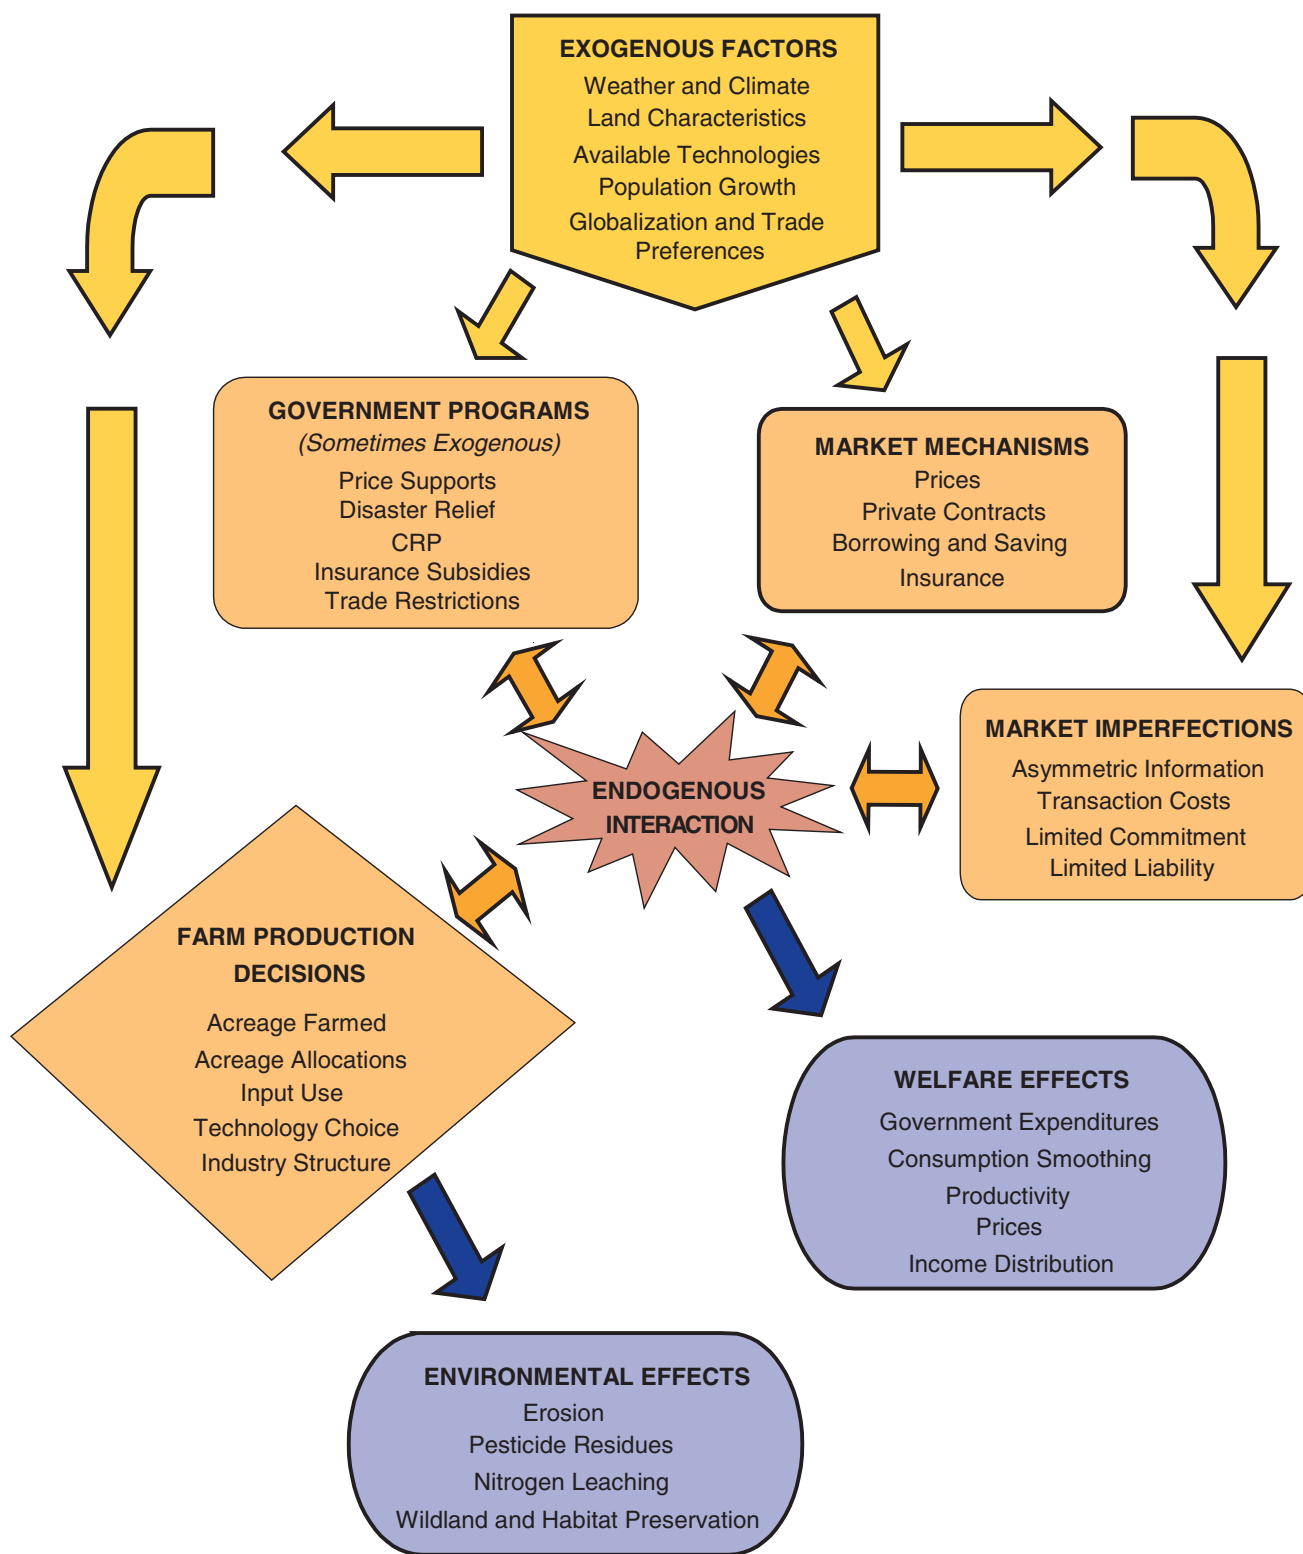 EXOGENOUS FACTORS
Weather and Climate
Land Characteristics
Available Technologies
Population Growth
Globalization and Trade
Preferences
GOVERNMENT PROGRAMS
(Sometimes Exogenous)
Price Supports
Disaster Relief
CRP
Insurance Subsidies
Trade Restrictions
MARKET MECHANISMS
Prices
Private Contracts
Borrowing and Saving
Insurance
MARKET IMPERFECTIONS
Asymmetric Information
Transaction Costs
Limited Commitment
Limited Liability
ENDOGENOUS
INTERACTION
FARM PRODUCTION
DECISIONS
Acreage Farmed
Acreage Allocations
Input Use
Technology Choice
Industry Structure
WELFARE EFFECTS
Government Expenditures
Consumption Smoothing
Productivity
Prices
Income Distribution
ENVIRONMENTAL EFFECTS
Erosion
Pesticide Residues
Nitrogen Leaching
Wildland and Habitat Preservation